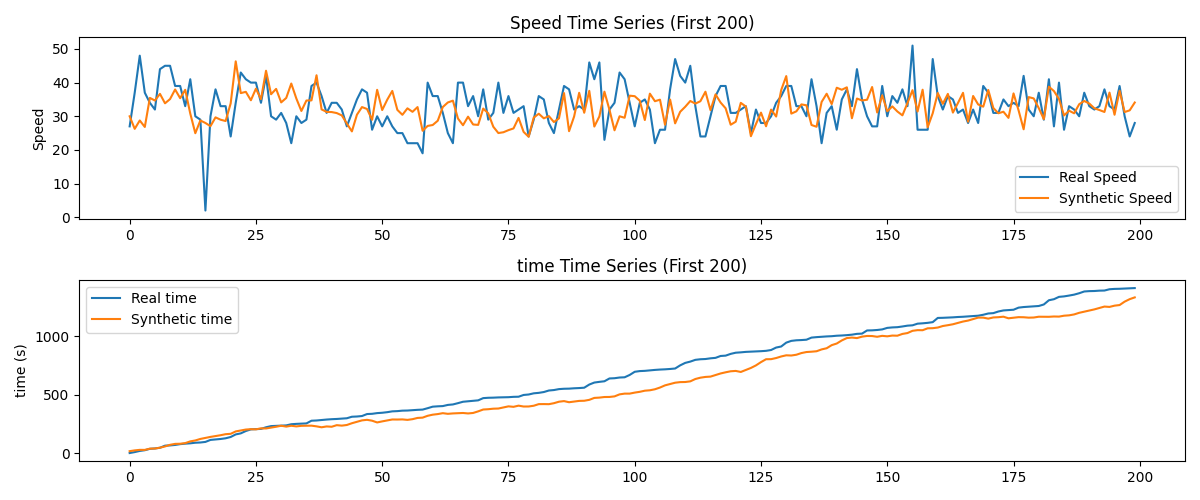 Speed Time Series (First 200)
Speed
50
40
30
20
10
0
Real Speed
Synthetic Speed
0 25 50 75 100 125 150 175 200
time Time Series (First 200)
time (s)
Real time
Synthetic time
1000
500
0
0 25 50 75 100 125 150 175 200